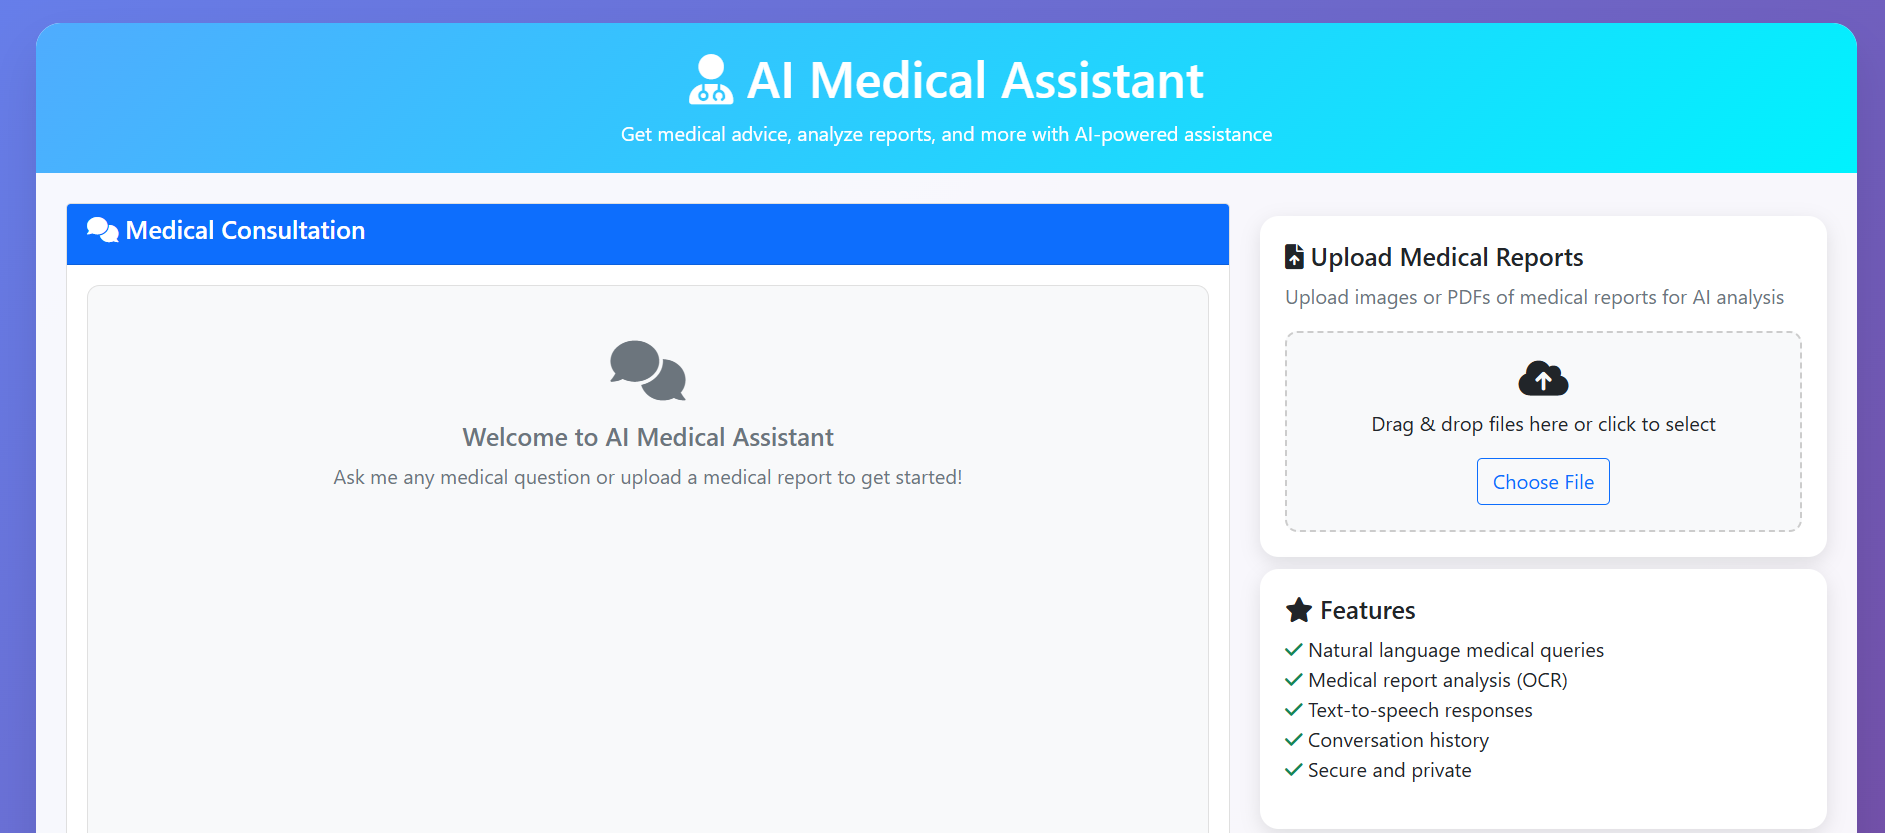 AI Medical Assistant
Get medical advice, analyze reports, and more with AI-powered assistance
Medical Consultation
Welcome to AI Medical Assistant
Ask me any medical question or upload a medical report to get started!
Upload Medical Reports
Upload images or PDFs of medical reports for AI analysis
Drag & drop files here or click to select
Choose File
Features
Natural language medical queries
Medical report analysis (OCR)
Text-to-speech responses
Conversation history
Secure and private